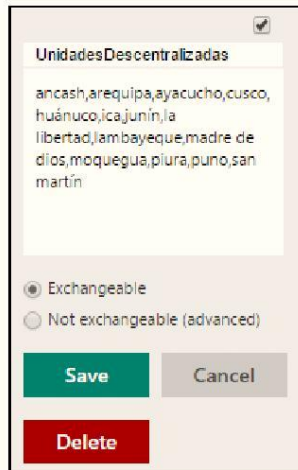 UnidadesDescentralizadas
ancash,arequipa,ayacucho,cusco,
huánuco,ica,junín,la
libertad,lambayeque,madre de
dios,moquegua,piura,puno,san
martín
Exchangeable
Not exchangeable (advanced)
Save Cancel
Delete